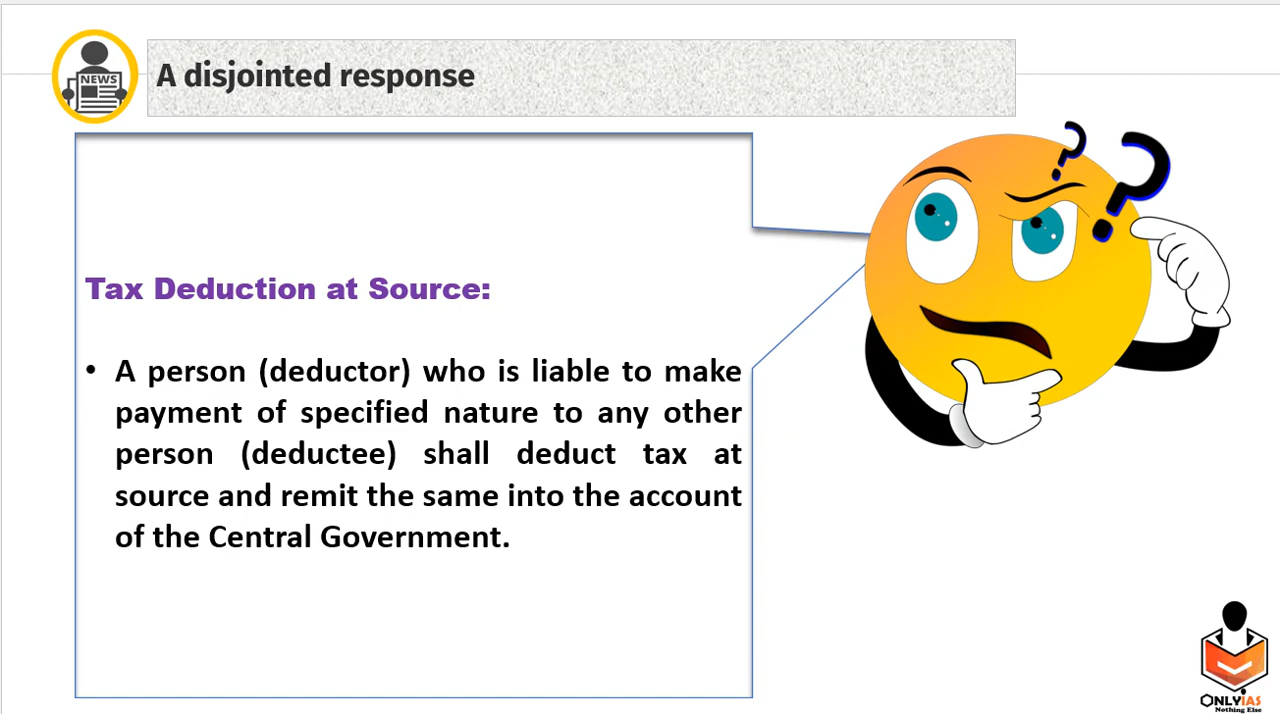 NEWS
A disjointed response
? ?
Tax Deduction at Source:
• A person (deductor) who is liable to make
payment of specified nature to any other
person (deductee) shall deduct tax at
source and remit the same into the account
of the Central Government.
ONLYIAS
Nothing Else